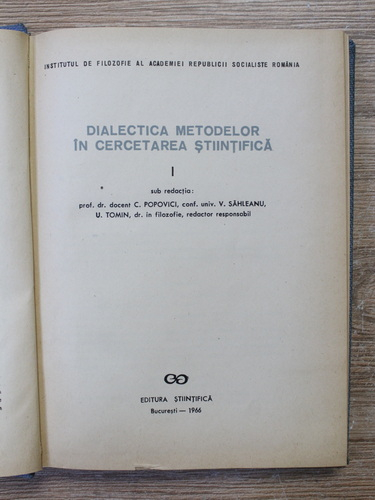 INSTITUTUL DE FILOZOFIE AL ACADEMIEI REPUBLICII SOCIALISTE ROMÂNIA
DIALECTICA METODELOR
ÎN CERCETAREA ȘTIINȚIFICĂ
I
sub redacția:
prof. dr. docent C. POPOVICI, conf. univ. V. SĂHLEANU,
U. TOMIN, dr. în filozofie, redactor responsabil
EDITURA ȘTIINȚIFICĂ
București — 1966